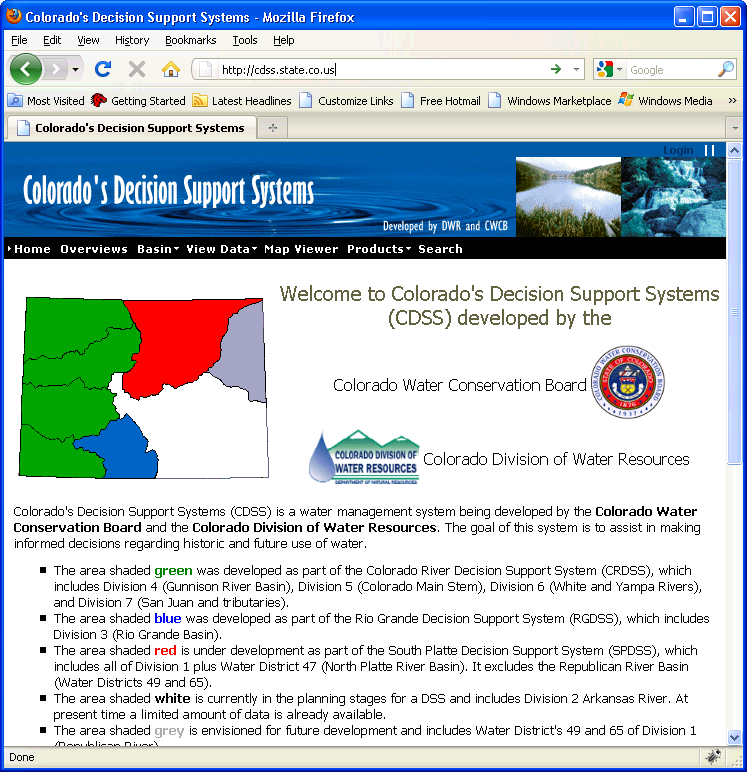 Colorado's Decision Support Systems - Mozilla Firefox
File Edit View History Bookmarks Tools Help
http://cdss.state.co.us
Google
Most Visited Getting Started Latest Headlines Customize Links Free Hotmail Windows Marketplace Windows Media »
Colorado's Decision Support Systems
Login
Colorado's Decision Support Systems
Developed by DWR and CWCB
Home Overviews Basin View Data Map Viewer Products Search
Welcome to Colorado's Decision Support Systems
(CDSS) developed by the
Colorado Water Conservation Board
COLORADO WATER CONSERVATION BOARD
STATE OF COLORADO
1876
1937
COLORADO DIVISION OF
WATER RESOURCES
DEPARTMENT OF NATURAL RESOURCES
Colorado Division of Water Resources
Colorado's Decision Support Systems (CDSS) is a water management system being developed by the Colorado Water
Conservation Board and the Colorado Division of Water Resources. The goal of this system is to assist in making
informed decisions regarding historic and future use of water.
The area shaded green was developed as part of the Colorado River Decision Support System (CRDSS), which
includes Division 4 (Gunnison River Basin), Division 5 (Colorado Main Stem), Division 6 (White and Yampa Rivers),
and Division 7 (San Juan and tributaries).
The area shaded blue was developed as part of the Rio Grande Decision Support System (RGDSS), which includes
Division 3 (Rio Grande Basin).
The area shaded red is under development as part of the South Platte Decision Support System (SPDSS), which
includes all of Division 1 plus Water District 47 (North Platte River Basin). It excludes the Republican River Basin
(Water Districts 49 and 65).
The area shaded white is currently in the planning stages for a DSS and includes Division 2 Arkansas River. At
present time a limited amount of data is already available.
The area shaded grey is envisioned for future development and includes Water District's 49 and 65 of Division 1
(Republican River)
Done